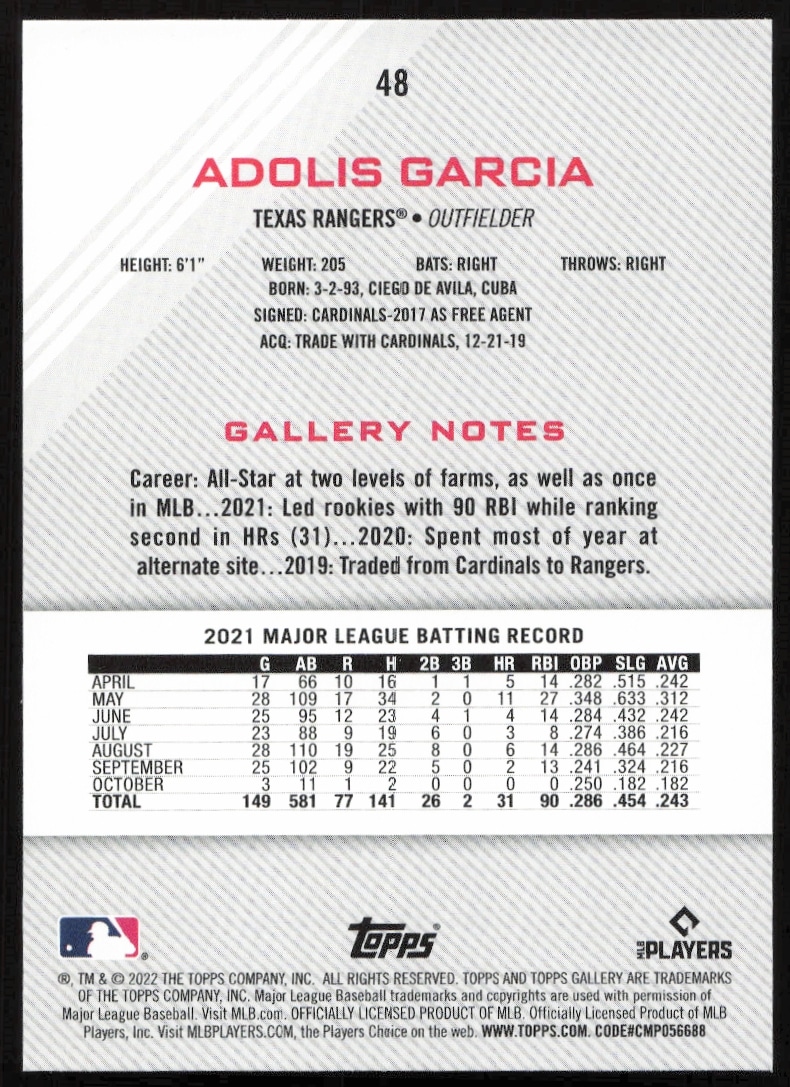 48
ADOLIS GARCIA
TEXAS RANGERS® • OUTFIELDER
HEIGHT: 6'1" WEIGHT: 205 BATS: RIGHT THROWS: RIGHT
BORN: 3-2-93, CIEGO DE AVILA, CUBA
SIGNED: CARDINALS-2017 AS FREE AGENT
ACQ: TRADE WITH CARDINALS, 12-21-19
GALLERY NOTES
Career: All-Star at two levels of farms, as well as once
in MLB...2021: Led rookies with 90 RBI while ranking
second in HRs (31)...2020: Spent most of year at
alternate site...2019: Traded from Cardinals to Rangers.
2021 MAJOR LEAGUE BATTING RECORD
G AB R H 2B 3B HR RBI OBP SLG AVG
APRIL 17 66 10 16 1 1 5 14 .282 .515 .242
MAY 28 109 17 34 2 0 11 27 .348 .633 .312
JUNE 25 95 12 23 4 1 4 14 .284 .432 .242
JULY 23 88 9 19 6 0 3 8 .274 .386 .216
AUGUST 28 110 19 25 8 0 6 14 .286 .464 .227
SEPTEMBER 25 102 9 22 5 0 2 13 .241 .324 .216
OCTOBER 3 11 1 2 0 0 0 0 .250 .182 .182
TOTAL 149 581 77 141 26 2 31 90 .286 .454 .243
® Topps® MLB PLAYERS
®, TM & © 2022 THE TOPPS COMPANY, INC. ALL RIGHTS RESERVED. TOPPS AND TOPPS GALLERY ARE TRADEMARKS
OF THE TOPPS COMPANY, INC. Major League Baseball trademarks and copyrights are used with permission of
Major League Baseball. Visit MLB.com. OFFICIALLY LICENSED PRODUCT OF MLB. Officially Licensed Product of MLB
Players, Inc. Visit MLBPLAYERS.COM, the Players Choice on the web. WWW.TOPPS.COM. CODE#CMP056688